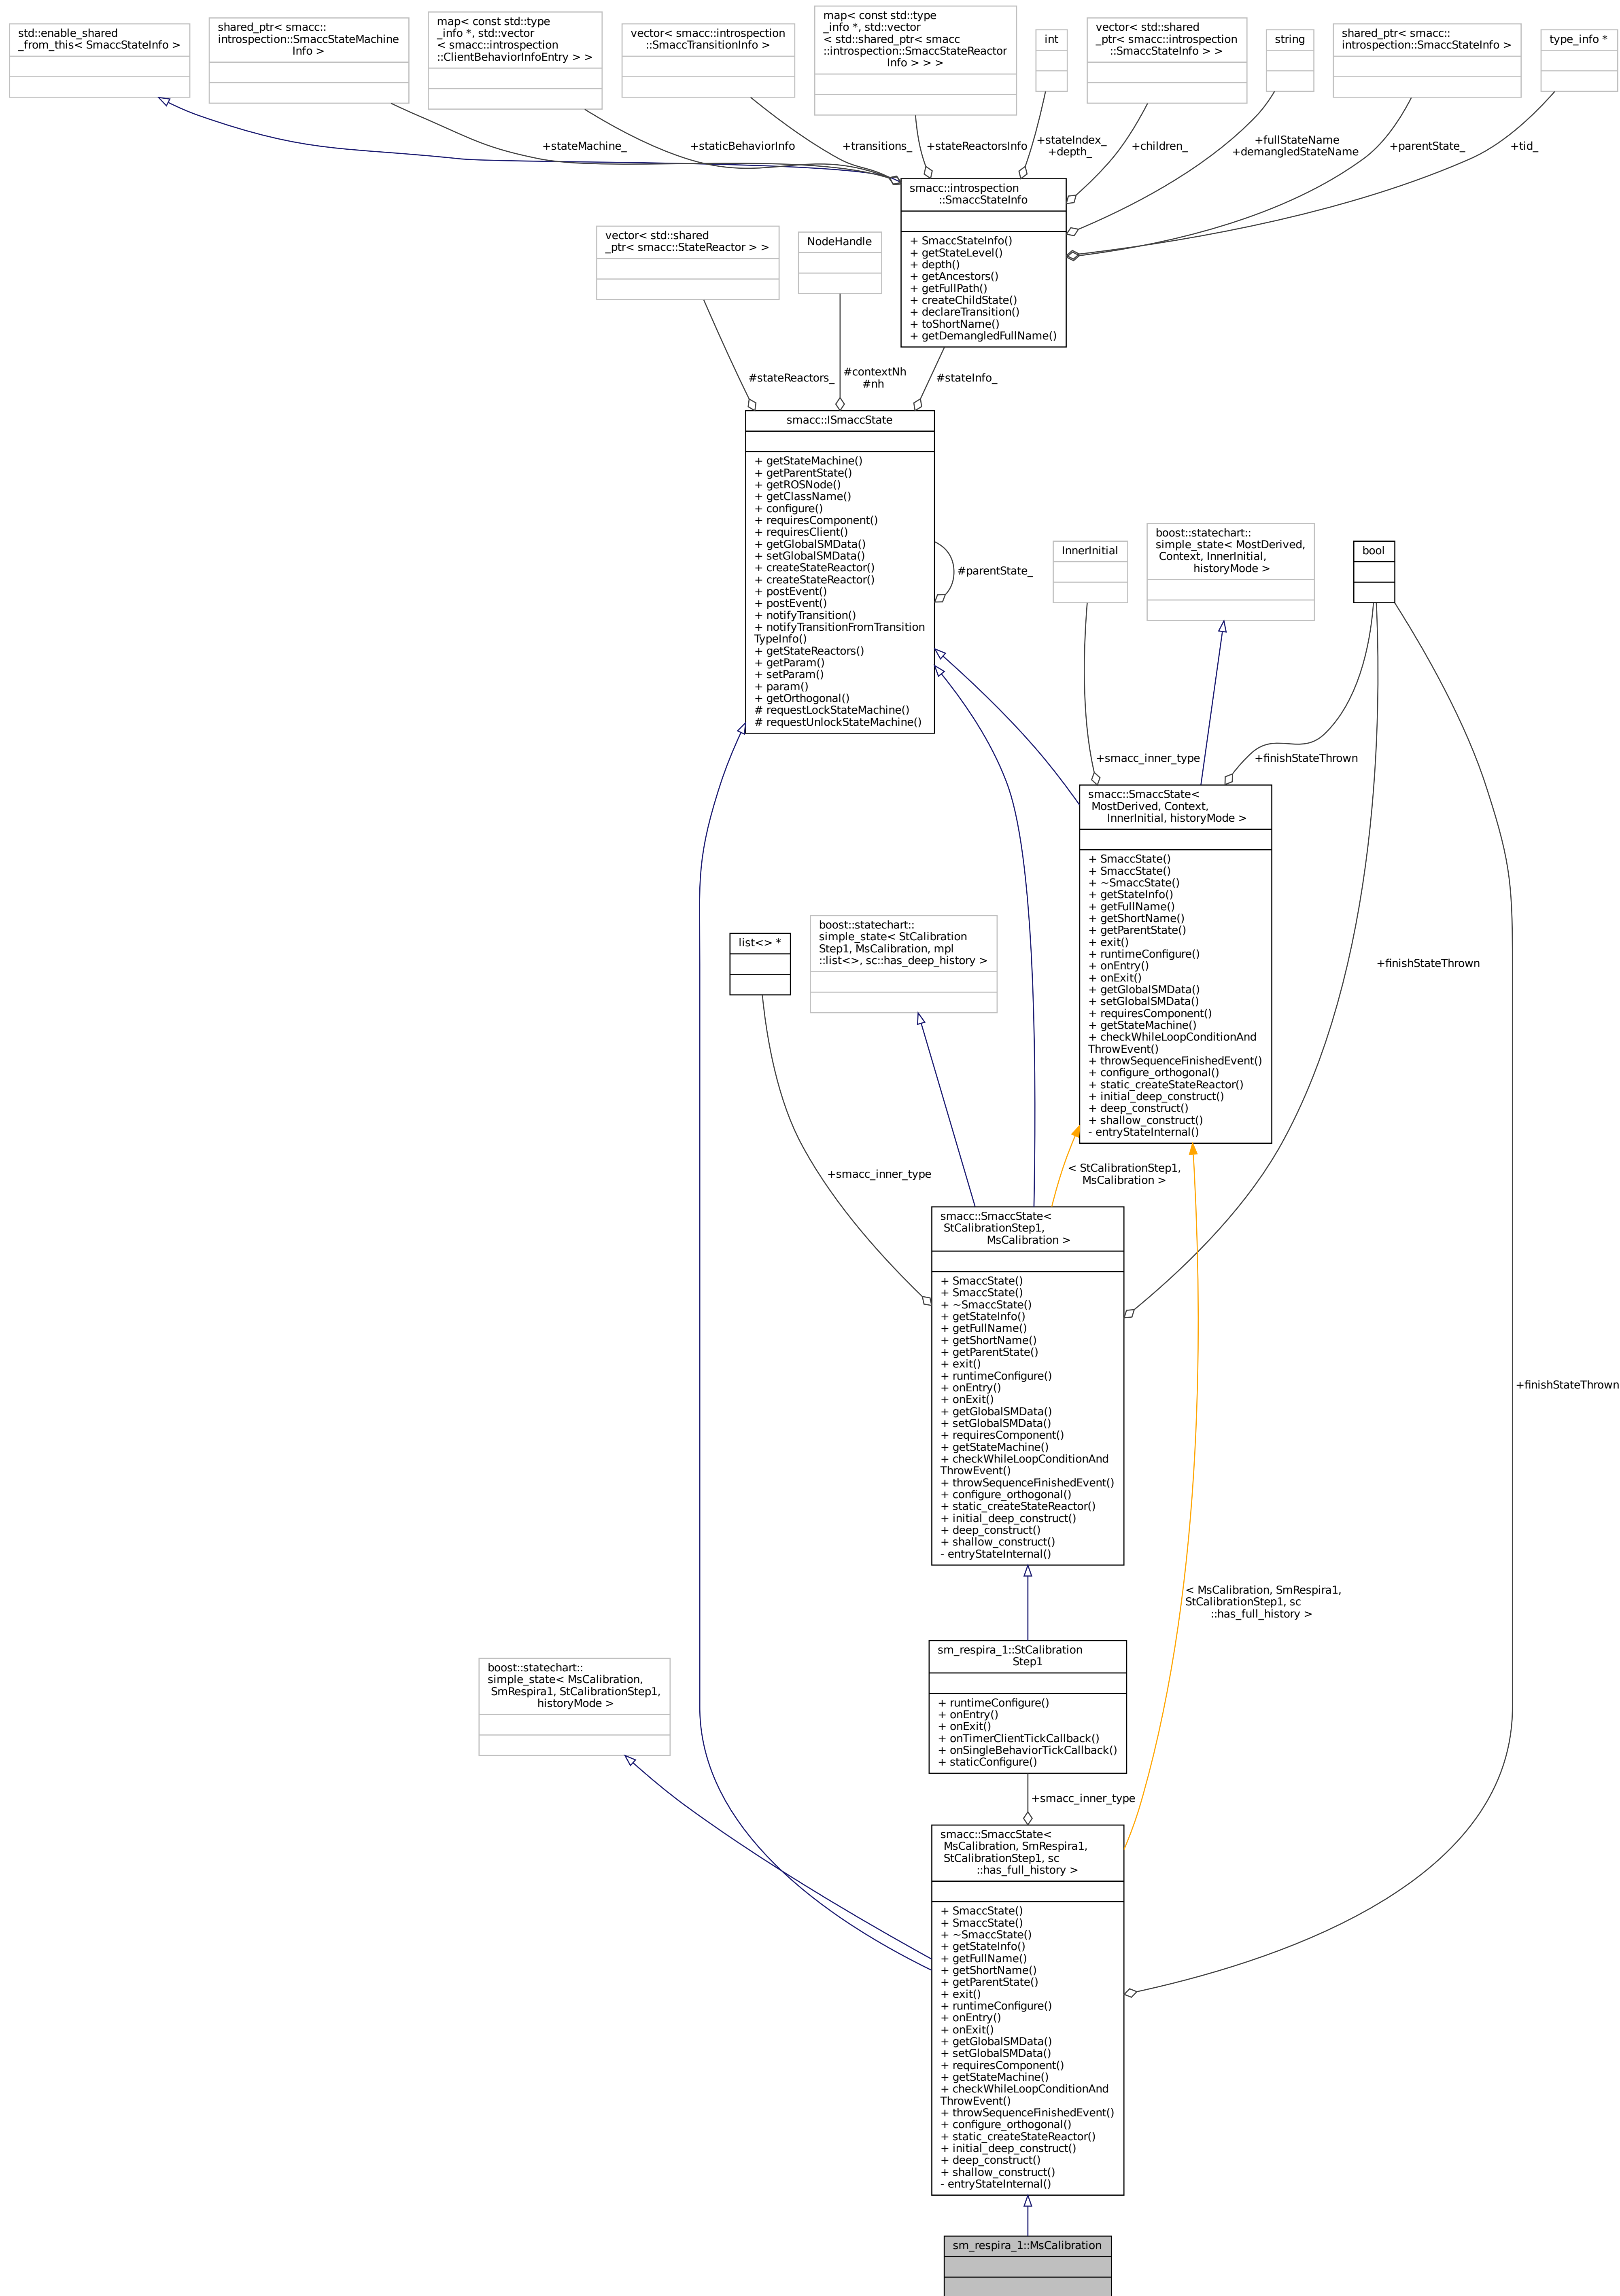 std::enable_shared
_from_this< SmaccStateInfo >
shared_ptr< smacc::
introspection::SmaccStateMachine
Info >
map< const std::type
_info *, std::vector
< smacc::introspection
::ClientBehaviorInfoEntry > >
vector< smacc::introspection
::SmaccTransitionInfo >
map< const std::type
_info *, std::vector
< std::shared_ptr< smacc
::introspection::SmaccStateReactor
Info > > >
int
vector< std::shared
_ptr< smacc::introspection
::SmaccStateInfo > >
string
shared_ptr< smacc::
introspection::SmaccStateInfo >
type_info *
+stateMachine_
+staticBehaviorInfo
+transitions_
+stateReactorsInfo
+stateIndex_
+depth_
+children_
+fullStateName
+demangledStateName
+parentState_
+tid_
smacc::introspection
::SmaccStateInfo
+ SmaccStateInfo()
+ getStateLevel()
+ depth()
+ getAncestors()
+ getFullPath()
+ createChildState()
+ declareTransition()
+ toShortName()
+ getDemangledFullName()
vector< std::shared
_ptr< smacc::StateReactor > >
NodeHandle
#stateReactors_
#contextNh
#nh
#stateInfo_
smacc::ISmaccState
+ getStateMachine()
+ getParentState()
+ getROSNode()
+ getClassName()
+ configure()
+ requiresComponent()
+ requiresClient()
+ getGlobalSMData()
+ setGlobalSMData()
+ createStateReactor()
+ createStateReactor()
+ postEvent()
+ postEvent()
+ notifyTransition()
+ notifyTransitionFromTransition
TypeInfo()
+ getStateReactors()
+ getParam()
+ setParam()
+ param()
+ getOrthogonal()
# requestLockStateMachine()
# requestUnlockStateMachine()
#parentState_
InnerInitial
boost::statechart::
simple_state< MostDerived,
Context, InnerInitial,
historyMode >
bool
+smacc_inner_type
+finishStateThrown
smacc::SmaccState<
MostDerived, Context,
InnerInitial, historyMode >
+ SmaccState()
+ SmaccState()
+ ~SmaccState()
+ getStateInfo()
+ getFullName()
+ getShortName()
+ getParentState()
+ exit()
+ runtimeConfigure()
+ onEntry()
+ onExit()
+ getGlobalSMData()
+ setGlobalSMData()
+ requiresComponent()
+ getStateMachine()
+ checkWhileLoopConditionAnd
ThrowEvent()
+ throwSequenceFinishedEvent()
+ configure_orthogonal()
+ static_createStateReactor()
+ initial_deep_construct()
+ deep_construct()
+ shallow_construct()
- entryStateInternal()
list<> *
boost::statechart::
simple_state< StCalibration
Step1, MsCalibration, mpl
::list<>, sc::has_deep_history >
+finishStateThrown
+smacc_inner_type
< StCalibrationStep1,
MsCalibration >
smacc::SmaccState<
StCalibrationStep1,
MsCalibration >
+ SmaccState()
+ SmaccState()
+ ~SmaccState()
+ getStateInfo()
+ getFullName()
+ getShortName()
+ getParentState()
+ exit()
+ runtimeConfigure()
+ onEntry()
+ onExit()
+ getGlobalSMData()
+ setGlobalSMData()
+ requiresComponent()
+ getStateMachine()
+ checkWhileLoopConditionAnd
ThrowEvent()
+ throwSequenceFinishedEvent()
+ configure_orthogonal()
+ static_createStateReactor()
+ initial_deep_construct()
+ deep_construct()
+ shallow_construct()
- entryStateInternal()
+finishStateThrown
< MsCalibration, SmRespira1,
StCalibrationStep1, sc
::has_full_history >
sm_respira_1::StCalibration
Step1
+ runtimeConfigure()
+ onEntry()
+ onExit()
+ onTimerClientTickCallback()
+ onSingleBehaviorTickCallback()
+ staticConfigure()
boost::statechart::
simple_state< MsCalibration,
SmRespira1, StCalibrationStep1,
historyMode >
+smacc_inner_type
smacc::SmaccState<
MsCalibration, SmRespira1,
StCalibrationStep1, sc
::has_full_history >
+ SmaccState()
+ SmaccState()
+ ~SmaccState()
+ getStateInfo()
+ getFullName()
+ getShortName()
+ getParentState()
+ exit()
+ runtimeConfigure()
+ onEntry()
+ onExit()
+ getGlobalSMData()
+ setGlobalSMData()
+ requiresComponent()
+ getStateMachine()
+ checkWhileLoopConditionAnd
ThrowEvent()
+ throwSequenceFinishedEvent()
+ configure_orthogonal()
+ static_createStateReactor()
+ initial_deep_construct()
+ deep_construct()
+ shallow_construct()
- entryStateInternal()
sm_respira_1::MsCalibration